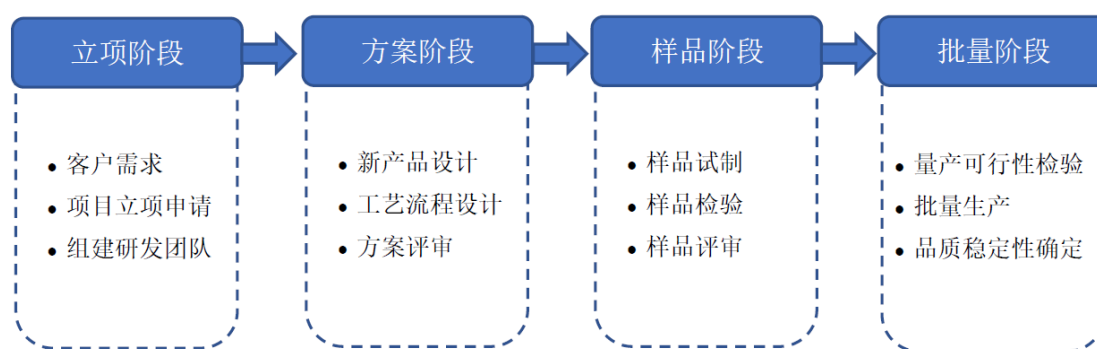 立项阶段
• 客户需求
• 项目立项申请
• 组建研发团队
方案阶段
• 新产品设计
• 工艺流程设计
• 方案评审
样品阶段
• 样品试制
• 样品检验
• 样品评审
批量阶段
• 量产可行性检验
• 批量生产
• 品质稳定性确定